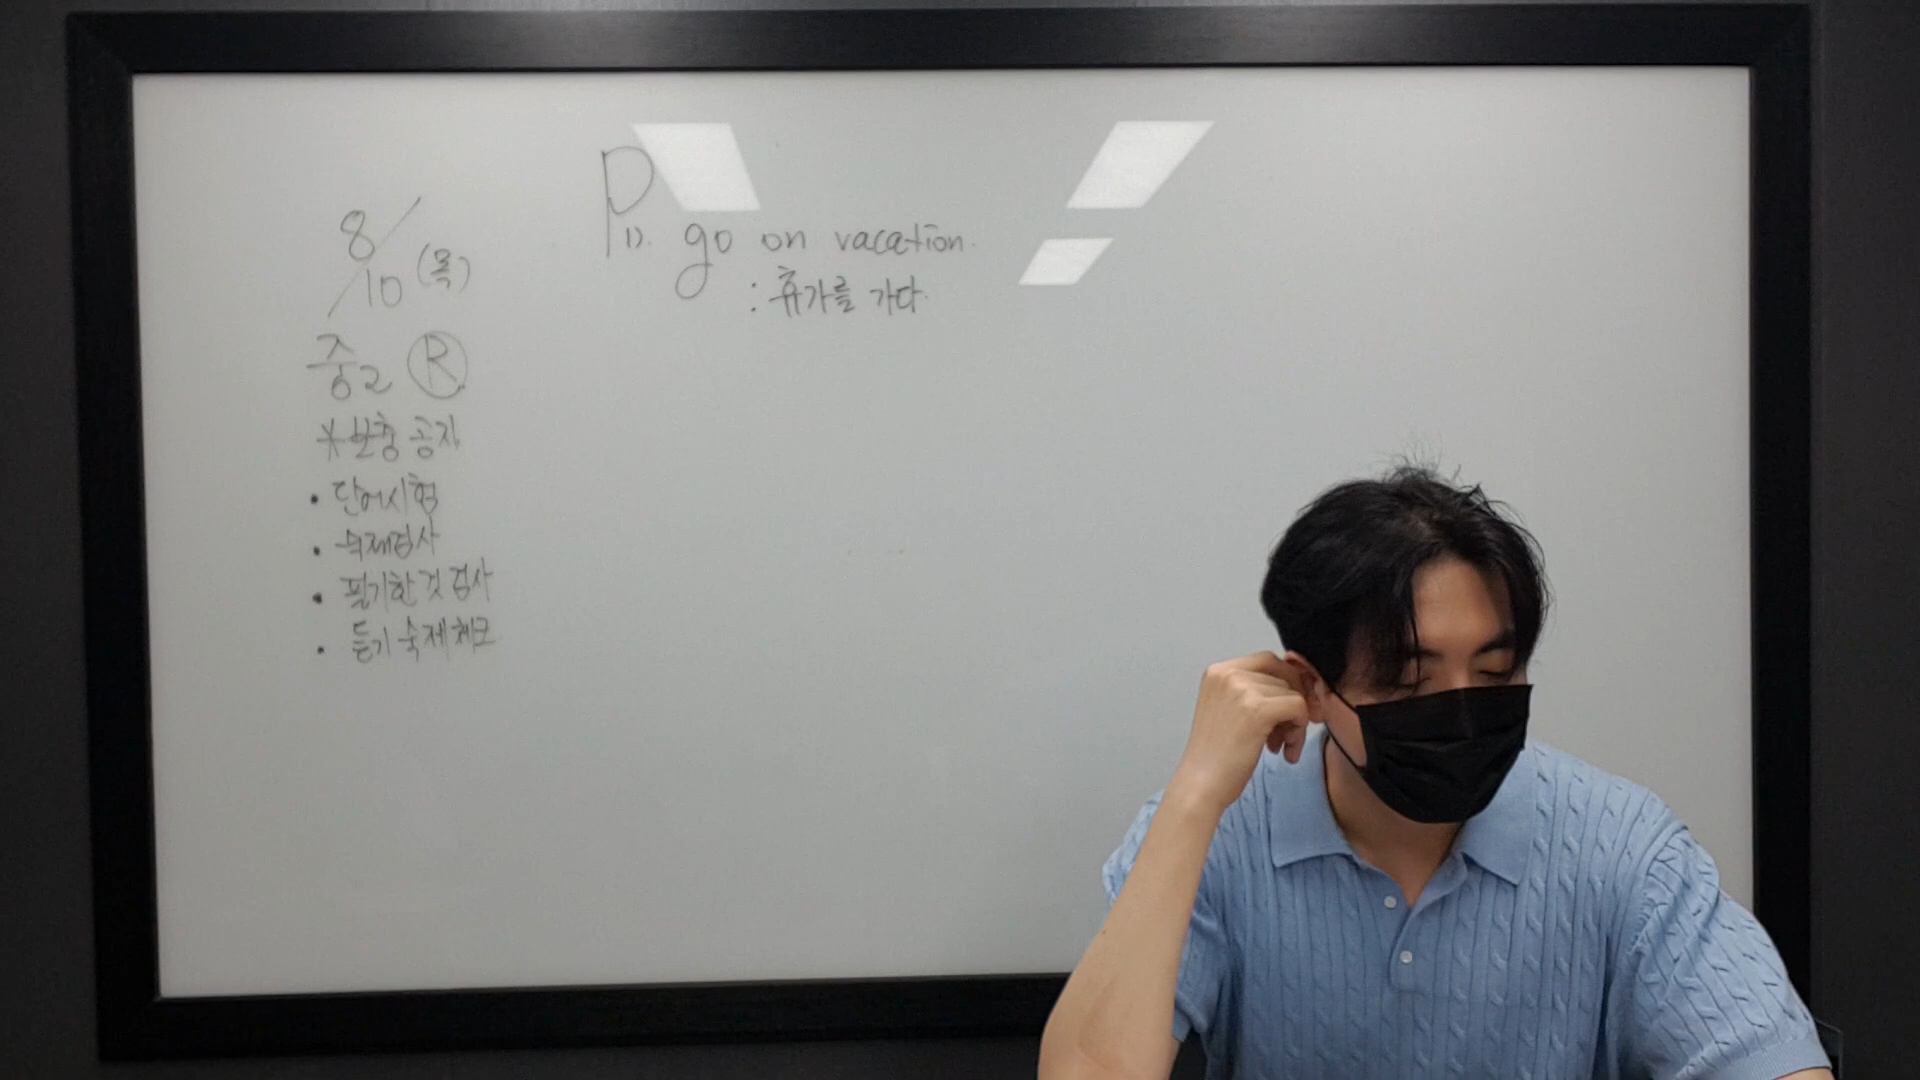 8/10 (목)
중2 Ⓡ
* 보충 공지
• 단어시험
• 숙제검사
• 필기한 것 검사
• 듣기 숙제 체크
P. 11. go on vacation.
: 휴가를 가다.